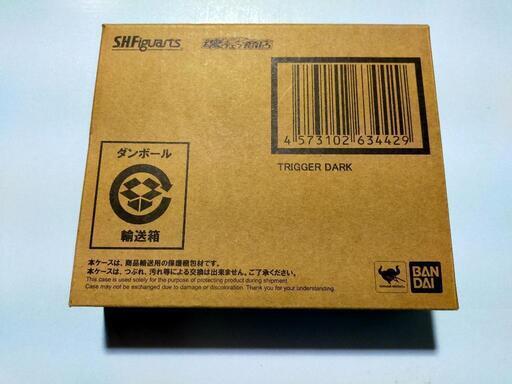 S.H.Figuarts
魂ウェブ商店
4 573102 634429
TRIGGER DARK
ダンボール
輸送箱
本ケースは、商品輸送用の保護梱包材です。
本ケースは、つぶれ、汚れ等による交換は出来ません。ご了承ください。
This case is used solely for the purpose of protecting product during shipment.
Case may not be exchanged due to damage or discoloration. Thank you for your understanding.
BAN
DAI